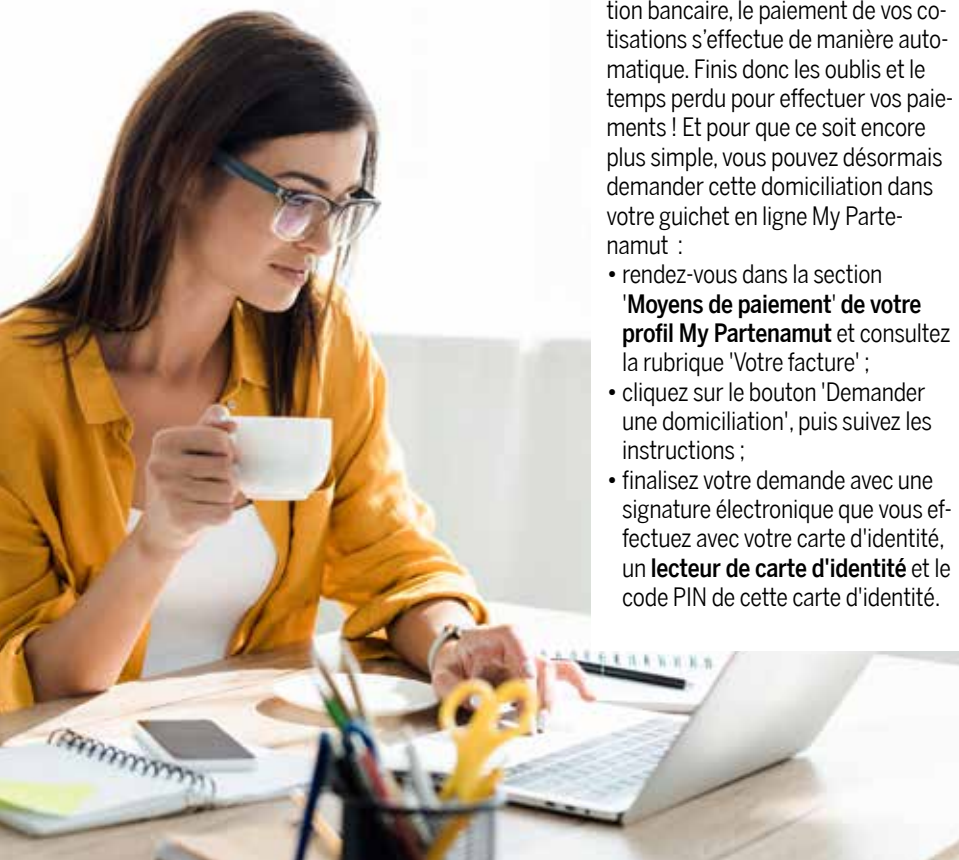 tion bancaire, le paiement de vos co-
tisations s'effectue de manière auto-
matique. Finis donc les oublis et le
temps perdu pour effectuer vos paie-
ments ! Et pour que ce soit encore
plus simple, vous pouvez désormais
demander cette domiciliation dans
votre guichet en ligne My Parte-
namut :
• rendez-vous dans la section
'Moyens de paiement' de votre
profil My Partenamut et consultez
la rubrique 'Votre facture' ;
• cliquez sur le bouton 'Demander
une domiciliation', puis suivez les
instructions ;
• finalisez votre demande avec une
signature électronique que vous ef-
fectuez avec votre carte d'identité,
un lecteur de carte d'identité et le
code PIN de cette carte d'identité.